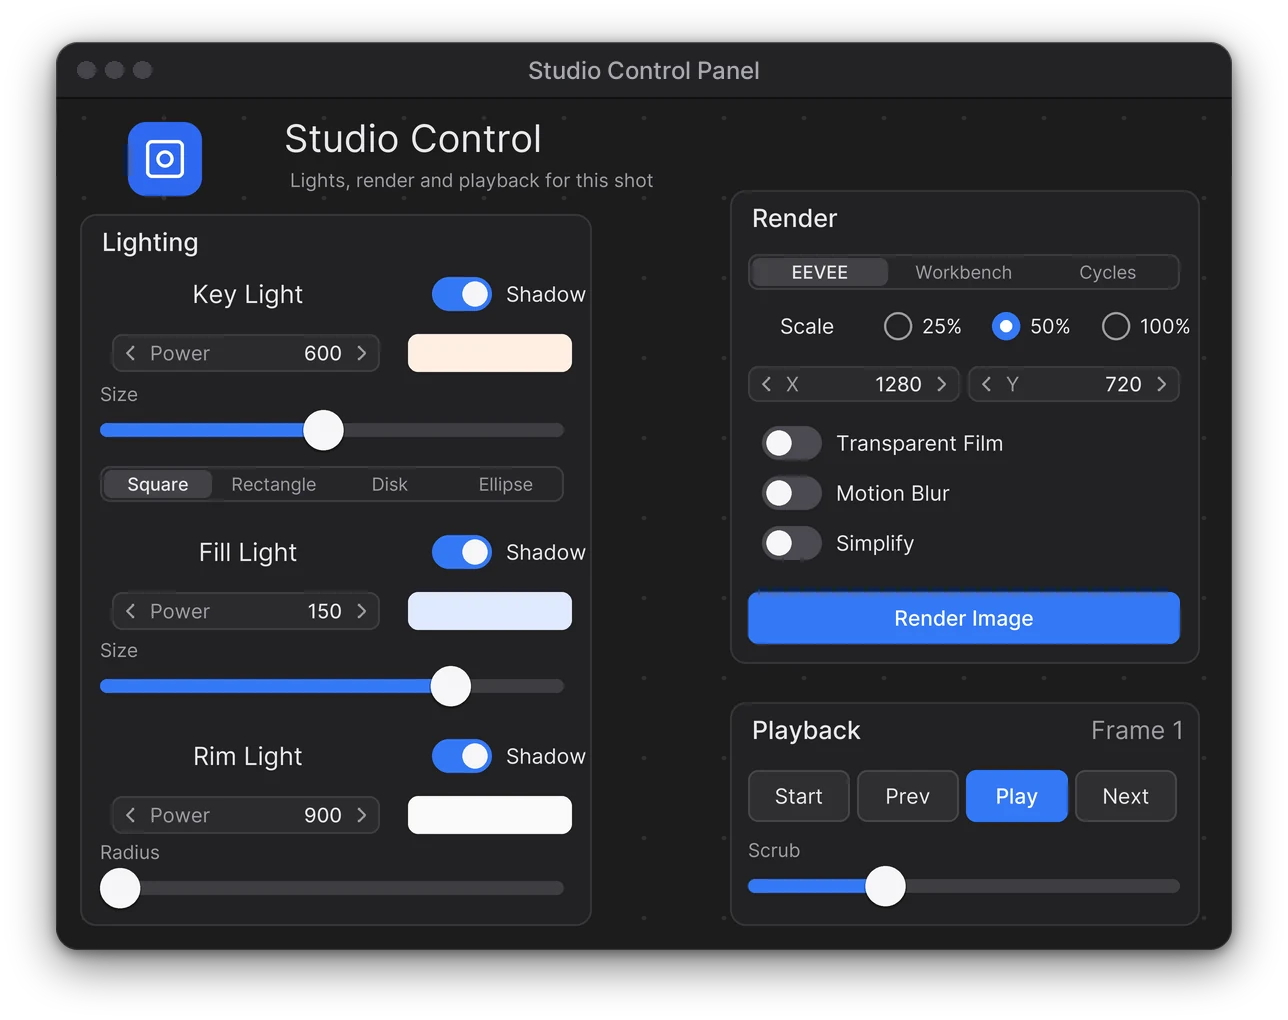 Studio Control Panel
Studio Control
Lights, render and playback for this shot
Lighting
Key Light
Shadow
Power 600
Size
Square Rectangle Disk Ellipse
Fill Light
Shadow
Power 150
Size
Rim Light
Shadow
Power 900
Radius
Render
EEVEE Workbench Cycles
Scale 25% 50% 100%
X 1280 Y 720
Transparent Film
Motion Blur
Simplify
Render Image
Playback
Frame 1
Start Prev Play Next
Scrub